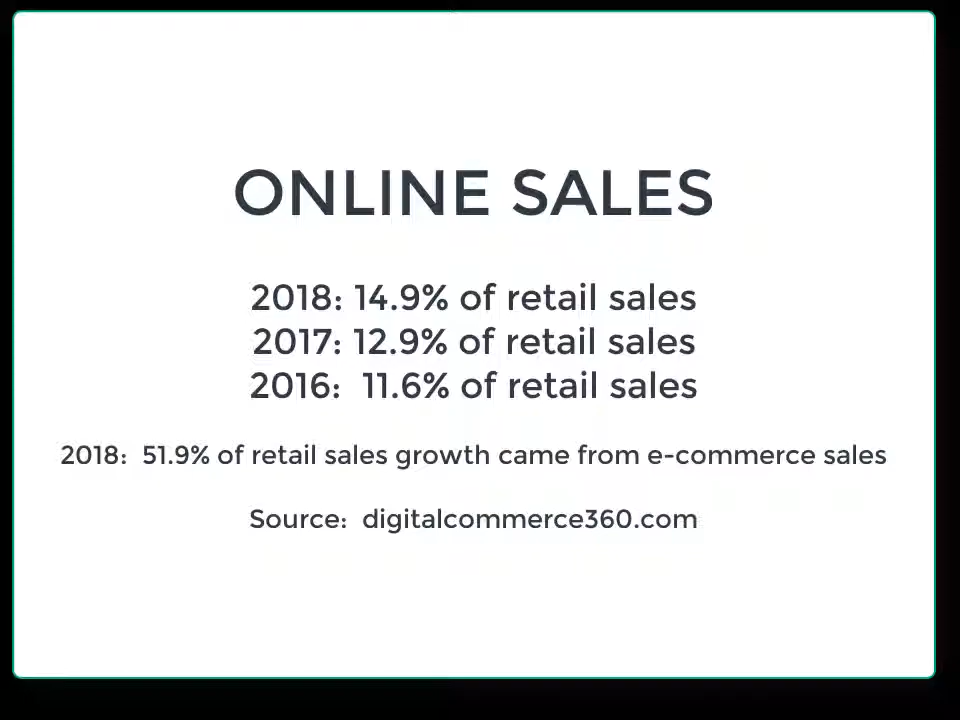 ONLINE SALES
2018: 14.9% of retail sales
2017: 12.9% of retail sales
2016: 11.6% of retail sales
2018: 51.9% of retail sales growth came from e-commerce sales
Source: digitalcommerce360.com